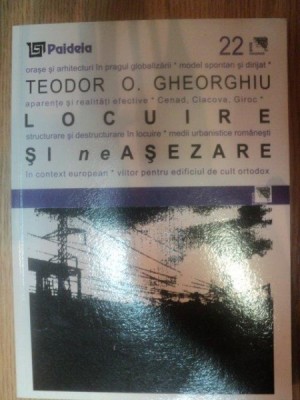 Paideia 22
orașe și arhitecturi în pragul globalizării * model spontan și dirijat *
TEODOR O. GHEORGHIU
aparențe și realități efective * Cenad, Ciacova, Giroc *
LOCUIRE
structurare și destructurare în locuire * medii urbanistice românești
ȘI neAȘEZARE
în context european * viitor pentru edificiul de cult ortodox